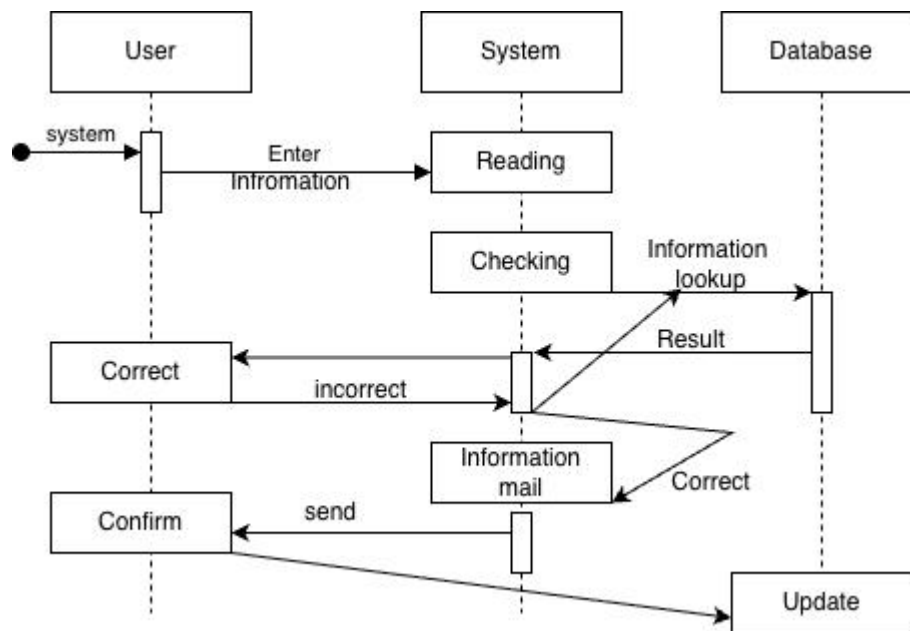 User
System
Database
system
Enter
Infromation
Reading
Checking
Information
lookup
Result
Correct
incorrect
Information
mail
Correct
Confirm
send
Update